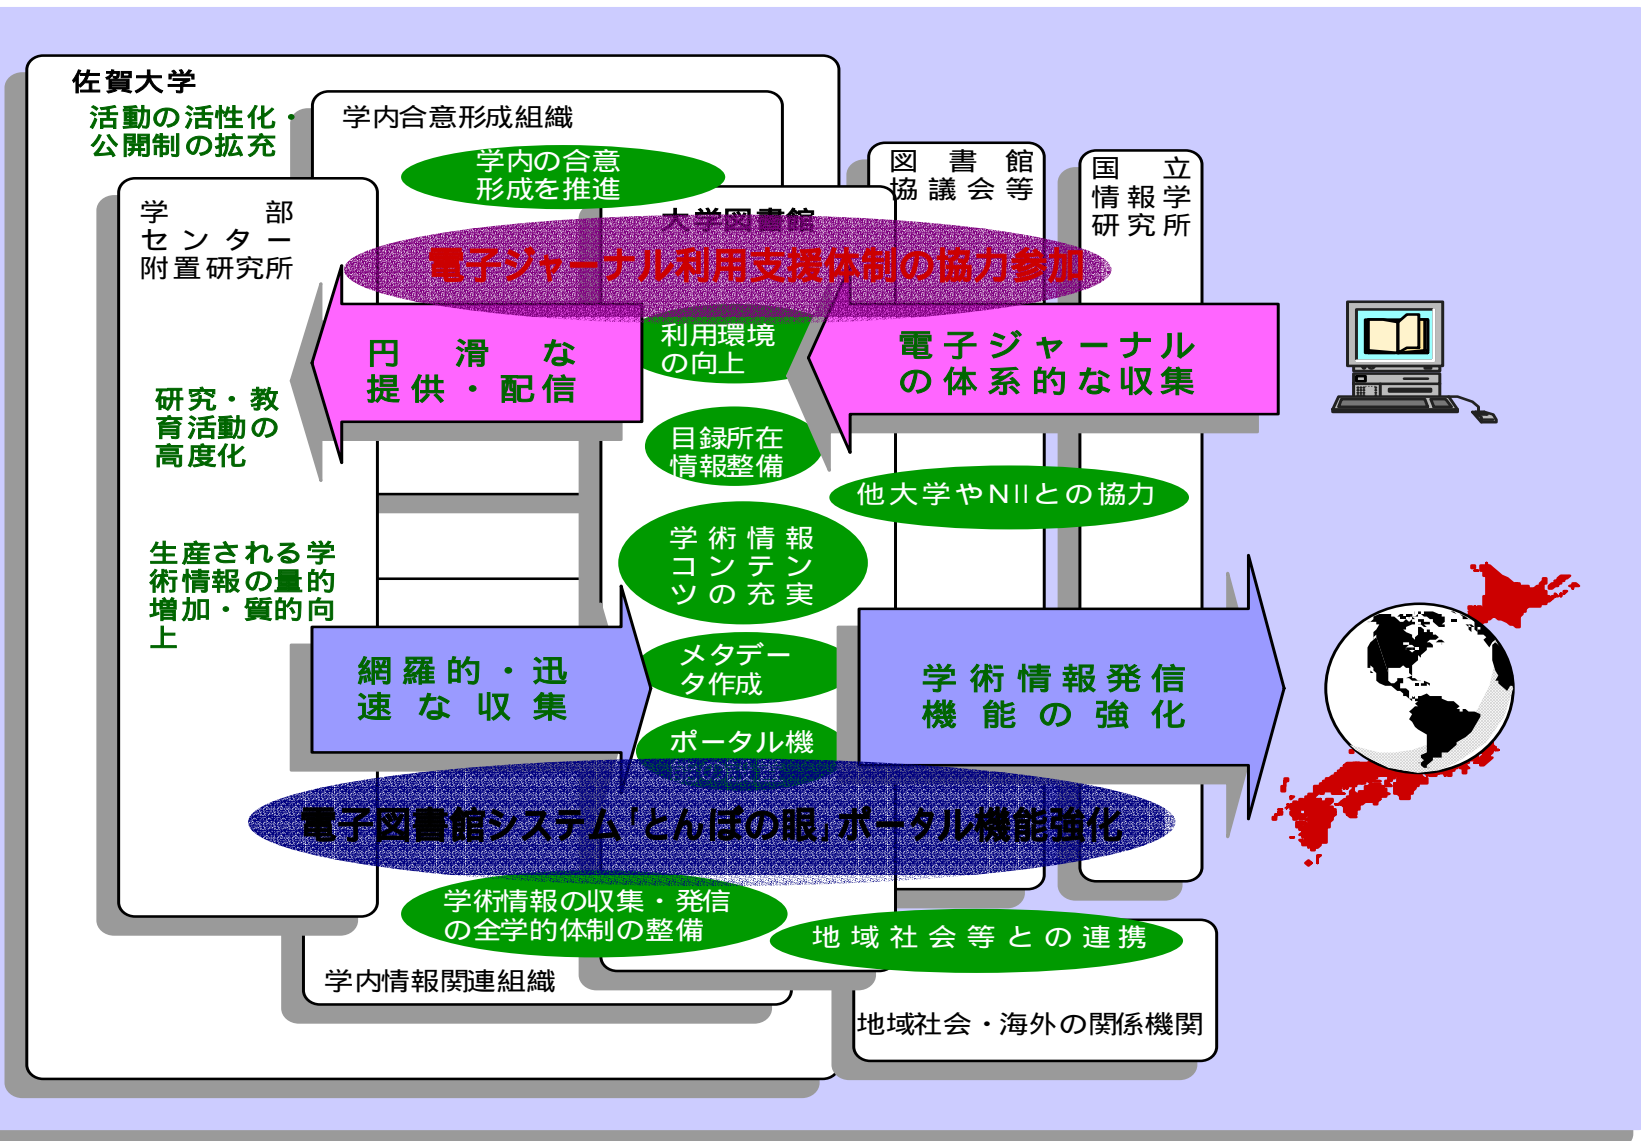 佐賀大学
活動の活性化・
公開制の拡充
学内合意形成組織
学内の合意
形成を推進
図書館
協議会等
国立
情報学
研究所
学部
センター
附置研究所
大学図書館
電子ジャーナル利用支援体制の協力参加
円滑な
提供・配信
利用環境
の向上
電子ジャーナル
の体系的な収集
研究・教
育活動の
高度化
目録所在
情報整備
他大学やNIIとの協力
生産される学
術情報の量的
増加・質的向
上
学術情報
コンテン
ツの充実
網羅的・迅
速な収集
メタデー
タ作成
学術情報発信
機能の強化
ポータル機
電子図書館システム「とんぼの眼」ポータル機能強化
学術情報の収集・発信
の全学的体制の整備
地域社会等との連携
学内情報関連組織
地域社会・海外の関係機関